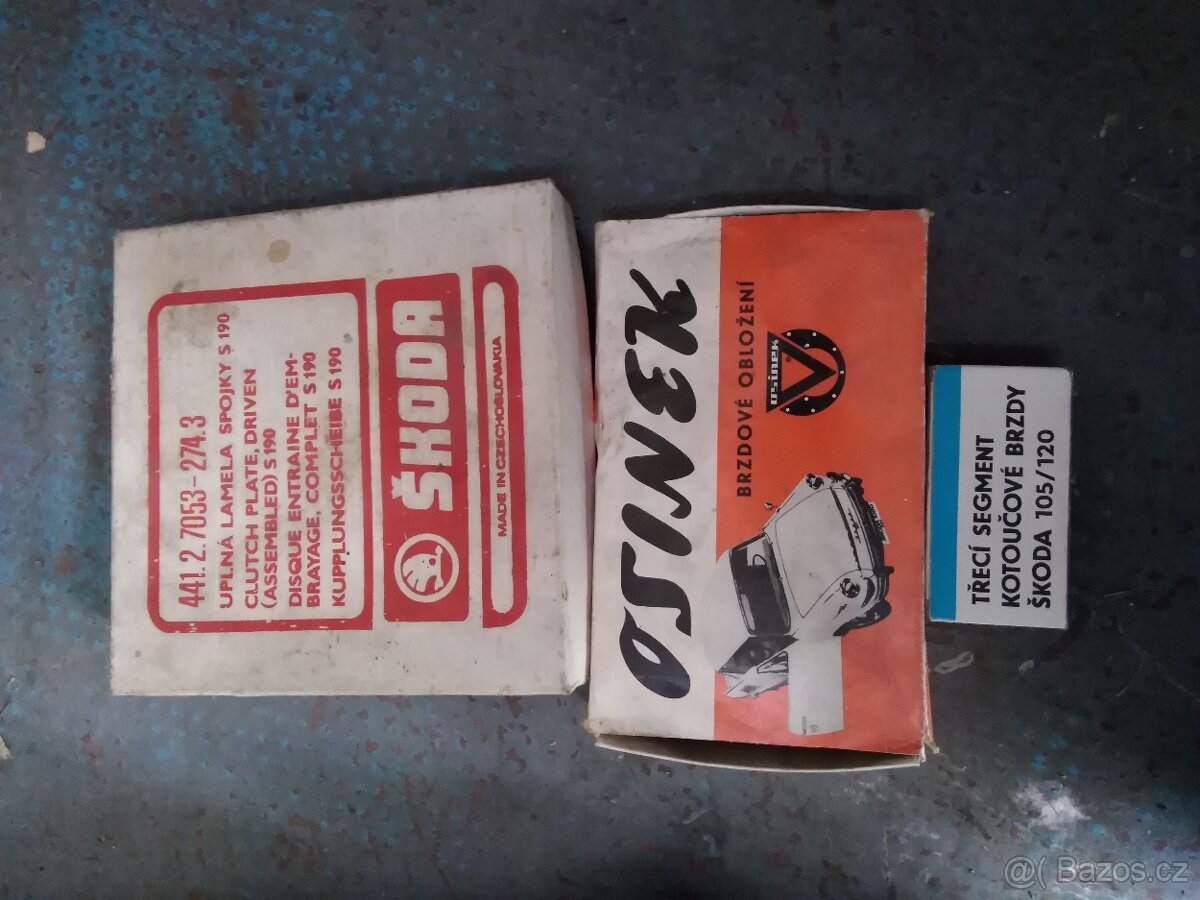 441.2.7053-274.3
UPLNÁ LAMELA SPOJKY S 190
CLUTCH PLATE, DRIVEN
(ASSEMBLED) S 190
DISQUE ENTRAINE D'EM-
BRAYAGE, COMPLET S 190
KUPPLUNGSSCHEIBE S 190
ŠKODA
MADE IN CZECHOSLOVAKIA
OSINEK
BRZDOVÉ OBLOŽENÍ
osinek
TŘECÍ SEGMENT
KOTOUČOVÉ BRZDY
ŠKODA 105/120
@( Bazos.cz